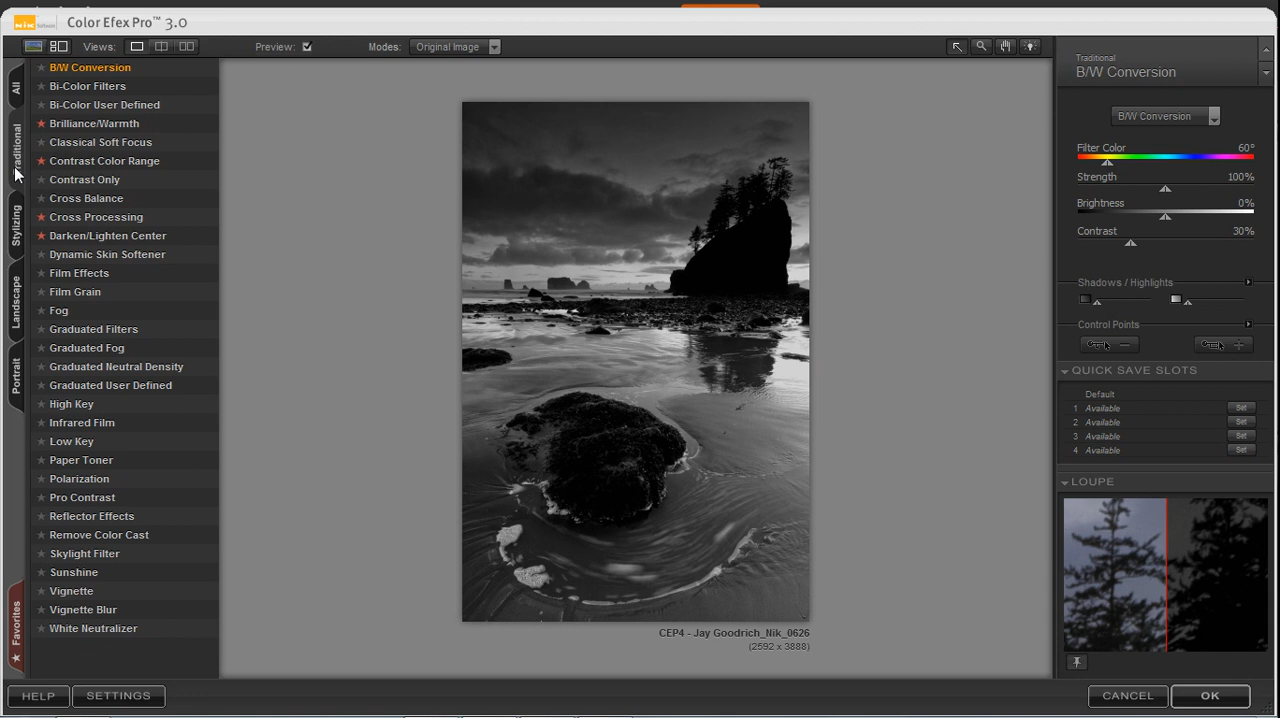 Nik Software Color Efex Pro™ 3.0
Views: Preview: Modes: Original Image
All
Traditional
Stylizing
Landscape
Portrait
Favorites
B/W Conversion
Bi-Color Filters
Bi-Color User Defined
Brilliance/Warmth
Classical Soft Focus
Contrast Color Range
Contrast Only
Cross Balance
Cross Processing
Darken/Lighten Center
Dynamic Skin Softener
Film Effects
Film Grain
Fog
Graduated Filters
Graduated Fog
Graduated Neutral Density
Graduated User Defined
High Key
Infrared Film
Low Key
Paper Toner
Polarization
Pro Contrast
Reflector Effects
Remove Color Cast
Skylight Filter
Sunshine
Vignette
Vignette Blur
White Neutralizer
CEP4 - Jay Goodrich_Nik_0626
(2592 x 3888)
Traditional
B/W Conversion
B/W Conversion
Filter Color 60°
Strength 100%
Brightness 0%
Contrast 30%
Shadows / Highlights
Control Points
QUICK SAVE SLOTS
Default
1 Available Set
2 Available Set
3 Available Set
4 Available Set
LOUPE
HELP SETTINGS CANCEL OK